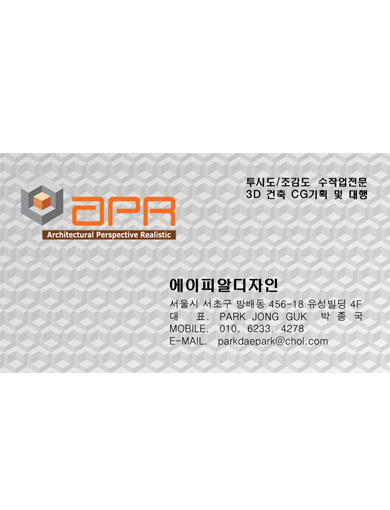 투시도/조감도 수작업전문
3D 건축 CG기획 및 대행
APR
Architectural Perspective Realistic
에이피알디자인
서울시 서초구 방배동 456-18 유성빌딩 4F
대 표. PARK JONG GUK 박 종 국
MOBILE. 010. 6233. 4278
E-MAIL. parkdaepark@chol.com